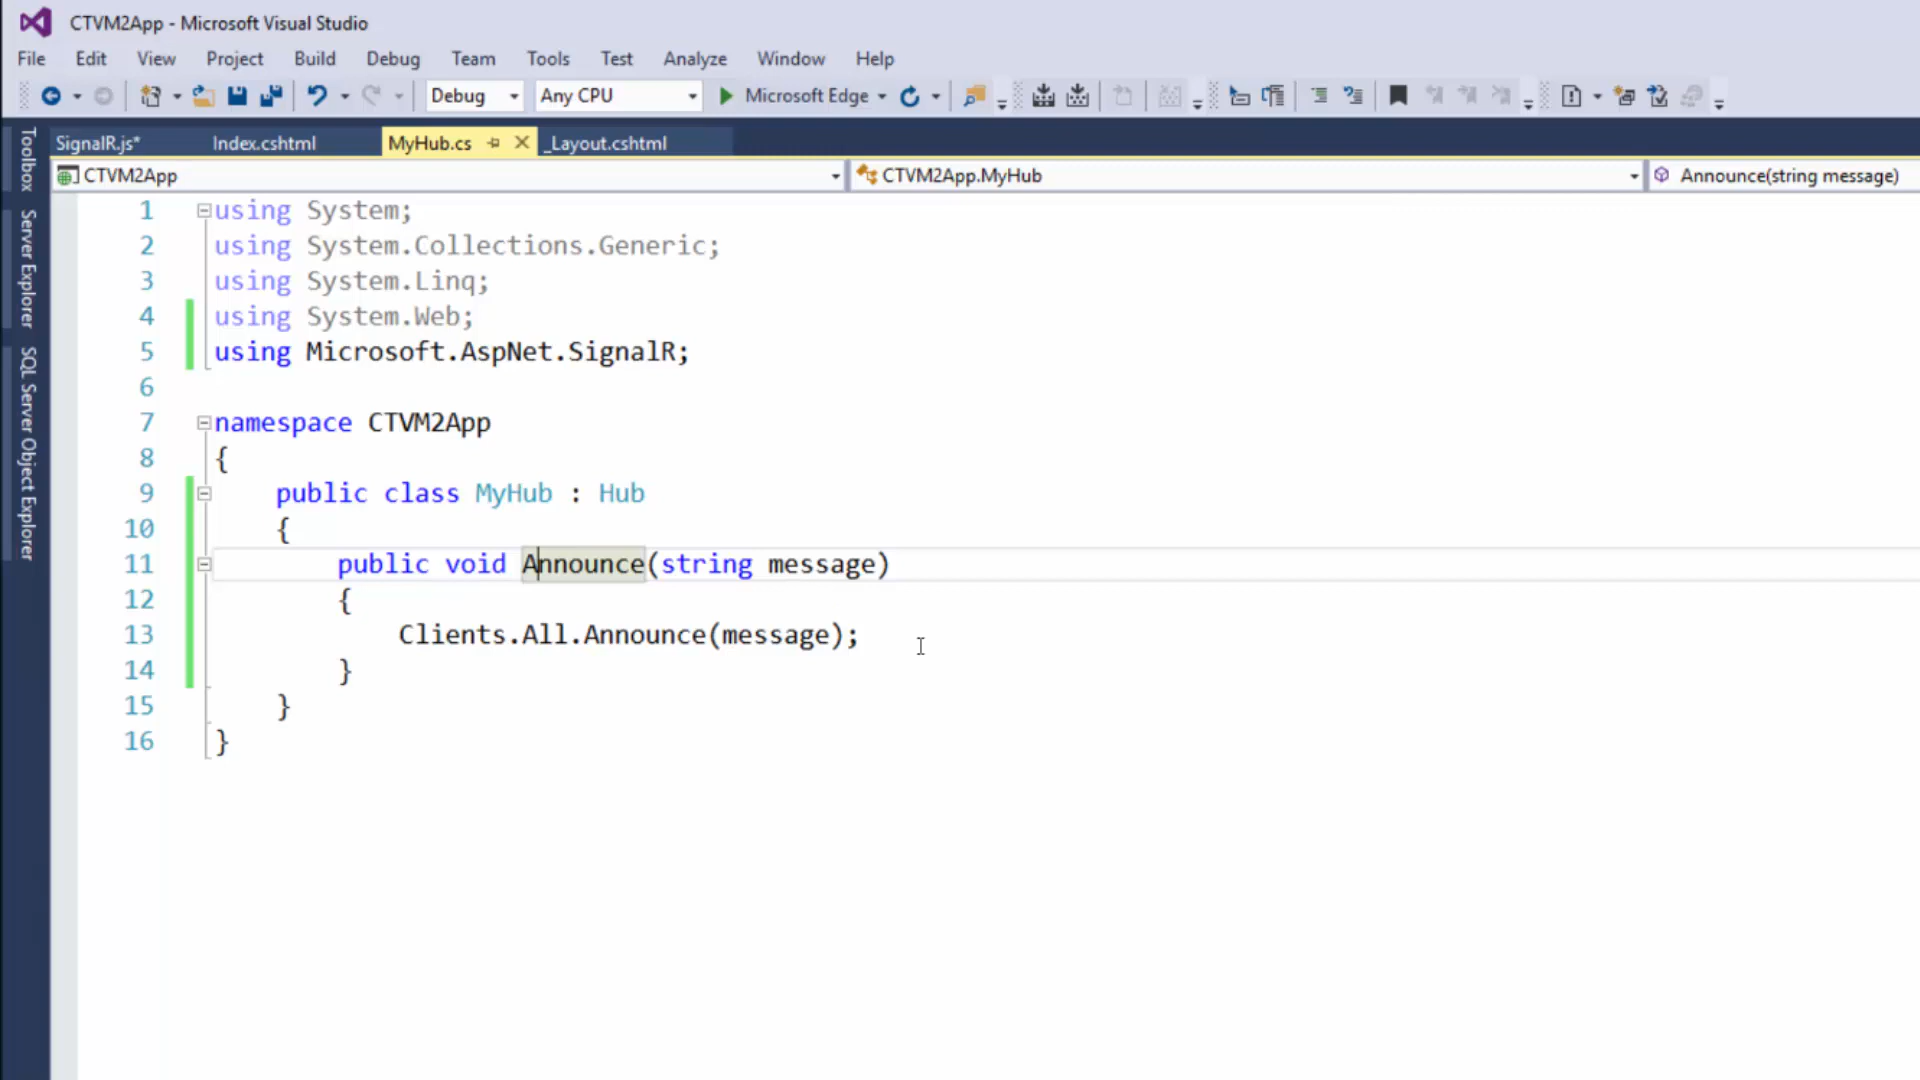 CTVM2App - Microsoft Visual Studio
File Edit View Project Build Debug Team Tools Test Analyze Window Help
Debug Any CPU Microsoft Edge
SignalR.js* Index.cshtml MyHub.cs _Layout.cshtml
CTVM2App CTVM2App.MyHub Announce(string message)
Toolbox
Server Explorer
SQL Server Object Explorer
1 using System;
2 using System.Collections.Generic;
3 using System.Linq;
4 using System.Web;
5 using Microsoft.AspNet.SignalR;
6
7 namespace CTVM2App
8 {
9 public class MyHub : Hub
10 {
11 public void Announce(string message)
12 {
13 Clients.All.Announce(message);
14 }
15 }
16 }